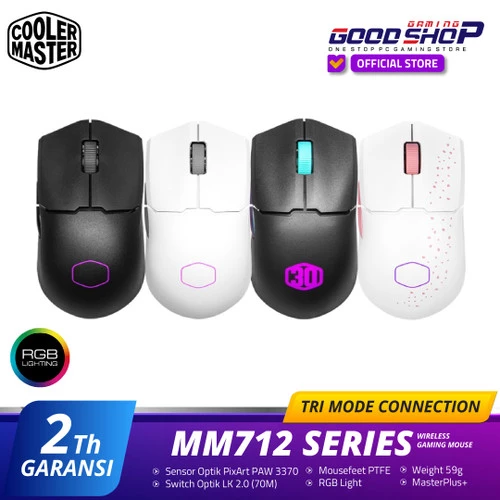 COOLER
MASTER
GAMING
GOODSHOP
ONE STOP PC GAMING STORE
OFFICIAL STORE
30
RGB
LIGHTING
TRI MODE CONNECTION
2Th
GARANSI
MM712 SERIES WIRELESS
GAMING MOUSE
• Sensor Optik PixArt PAW 3370 • Mousefeet PTFE • Weight 59g
• Switch Optik LK 2.0 (70M) • RGB Light • MasterPlus+